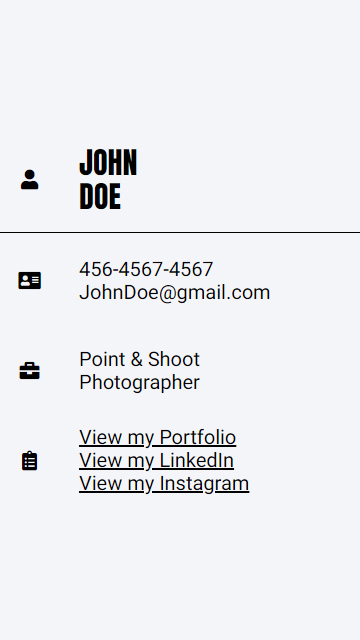 JOHN
DOE
456-4567-4567
JohnDoe@gmail.com
Point & Shoot
Photographer
View my Portfolio
View my LinkedIn
View my Instagram